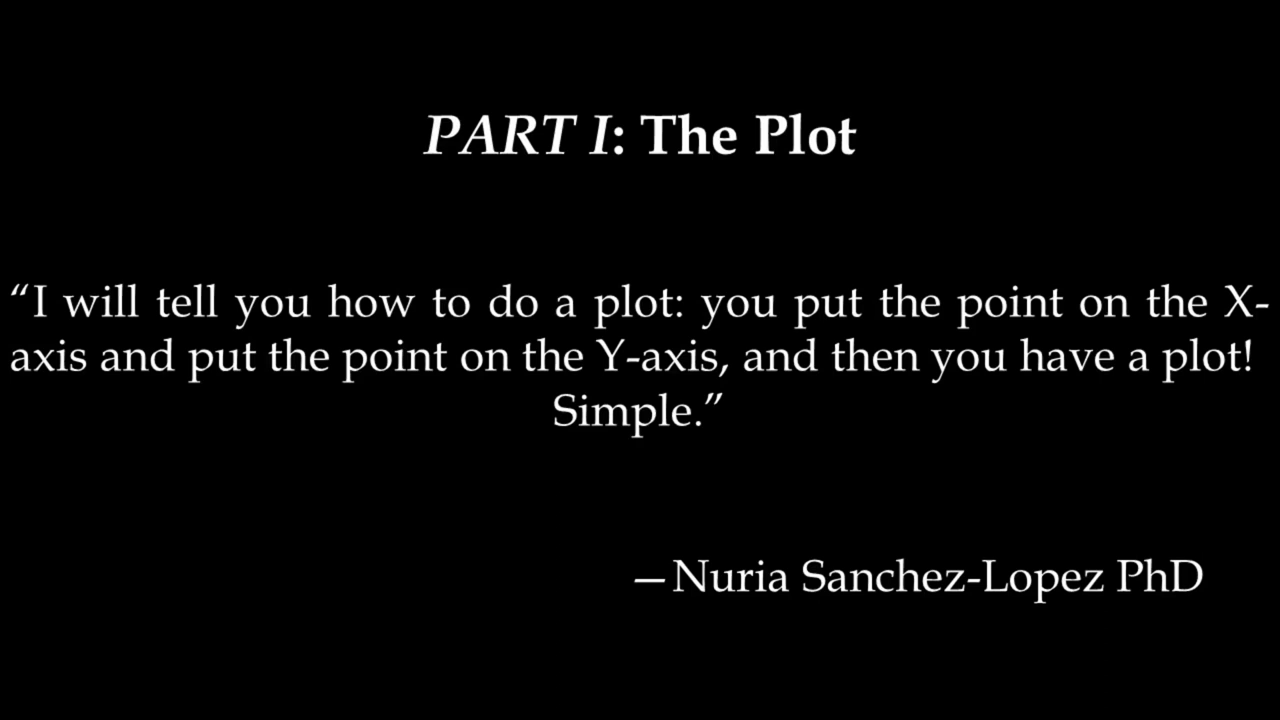 PART I: The Plot
“I will tell you how to do a plot: you put the point on the X-
axis and put the point on the Y-axis, and then you have a plot!
Simple.”
—Nuria Sanchez-Lopez PhD